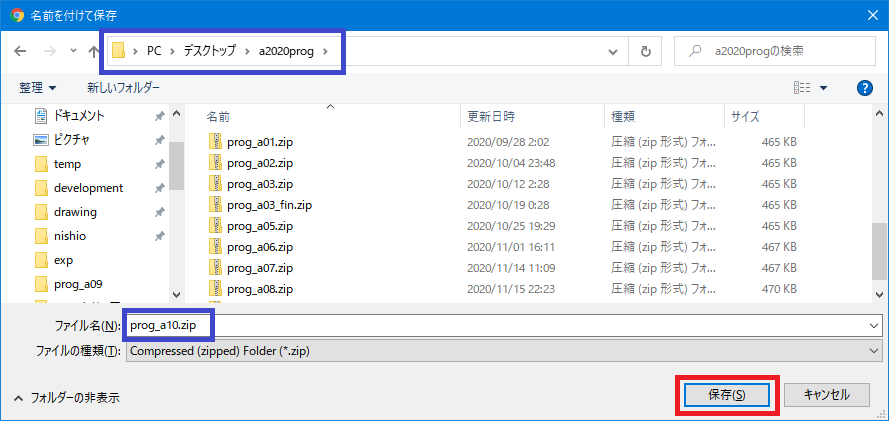 名前を付けて保存
PC › デスクトップ › a2020prog ›
a2020progの検索
整理 新しいフォルダー
名前 更新日時 種類 サイズ
ドキュメント
ピクチャ
temp
development
drawing
nishio
exp
prog_a09
prog_a01.zip 2020/09/28 2:02 圧縮 (zip 形式) フォ... 465 KB
prog_a02.zip 2020/10/04 23:48 圧縮 (zip 形式) フォ... 465 KB
prog_a03.zip 2020/10/12 2:28 圧縮 (zip 形式) フォ... 465 KB
prog_a03_fin.zip 2020/10/19 0:28 圧縮 (zip 形式) フォ... 465 KB
prog_a05.zip 2020/10/25 19:29 圧縮 (zip 形式) フォ... 465 KB
prog_a06.zip 2020/11/01 16:11 圧縮 (zip 形式) フォ... 467 KB
prog_a07.zip 2020/11/14 11:09 圧縮 (zip 形式) フォ... 467 KB
prog_a08.zip 2020/11/15 22:23 圧縮 (zip 形式) フォ... 470 KB
ファイル名(N): prog_a10.zip
ファイルの種類(T): Compressed (zipped) Folder (*.zip)
フォルダーの非表示
保存(S) キャンセル